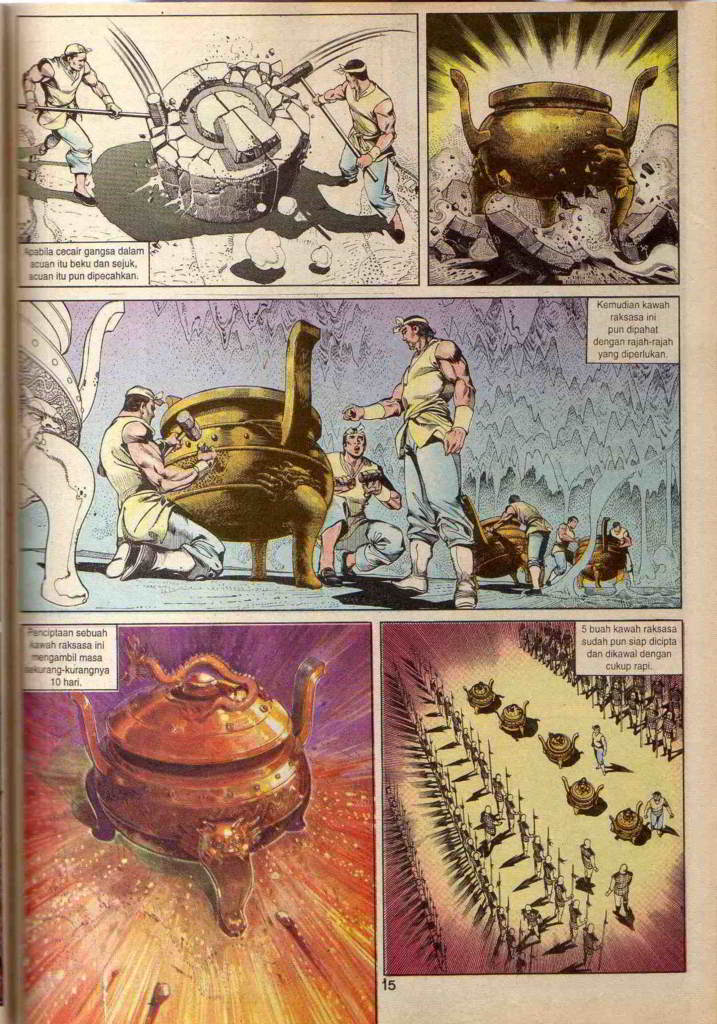 Apabila cecair gangsa dalam
acuan itu beku dan sejuk,
acuan itu pun dipecahkan.
Kemudian kawah
raksasa ini
pun dipahat
dengan rajah-rajah
yang diperlukan.
Penciptaan sebuah
kawah raksasa ini
mengambil masa
sekurang-kurangnya
10 hari.
5 buah kawah raksasa
sudah pun siap dicipta
dan dikawal dengan
cukup rapi.
15